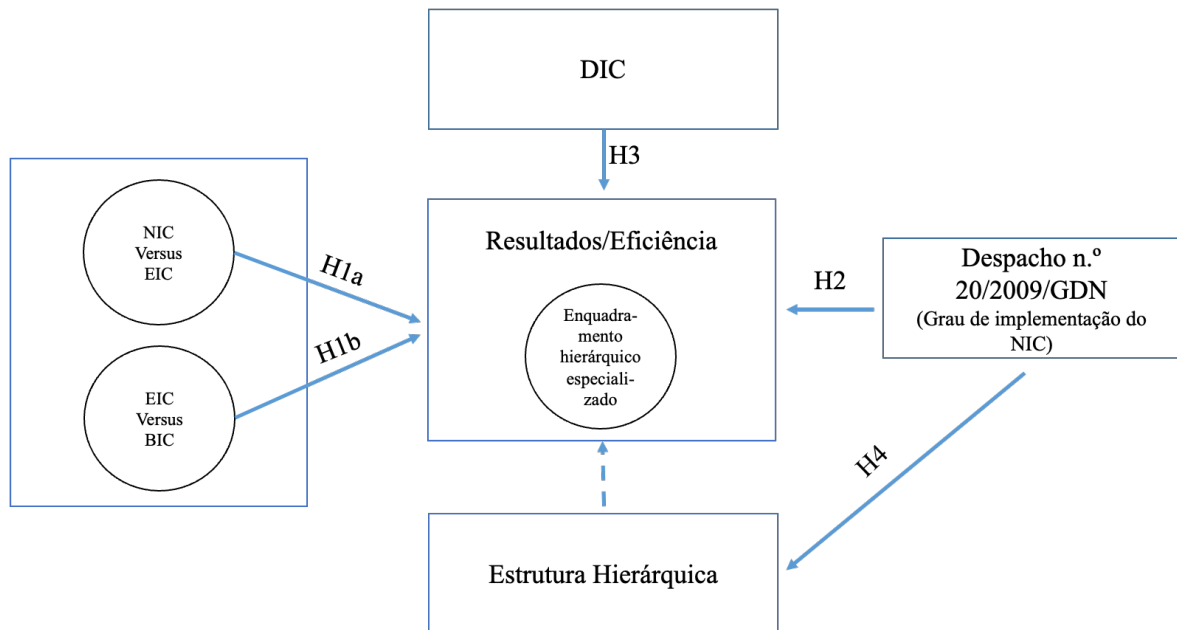 DIC
H3
NIC
Versus
EIC
H1a
H1b
EIC
Versus
BIC
Resultados/Eficiência
Enquadra-
mento
hierárquico
especiali-
zado
H2
Despacho n.º
20/2009/GDN
(Grau de implementação do
NIC)
H4
Estrutura Hierárquica